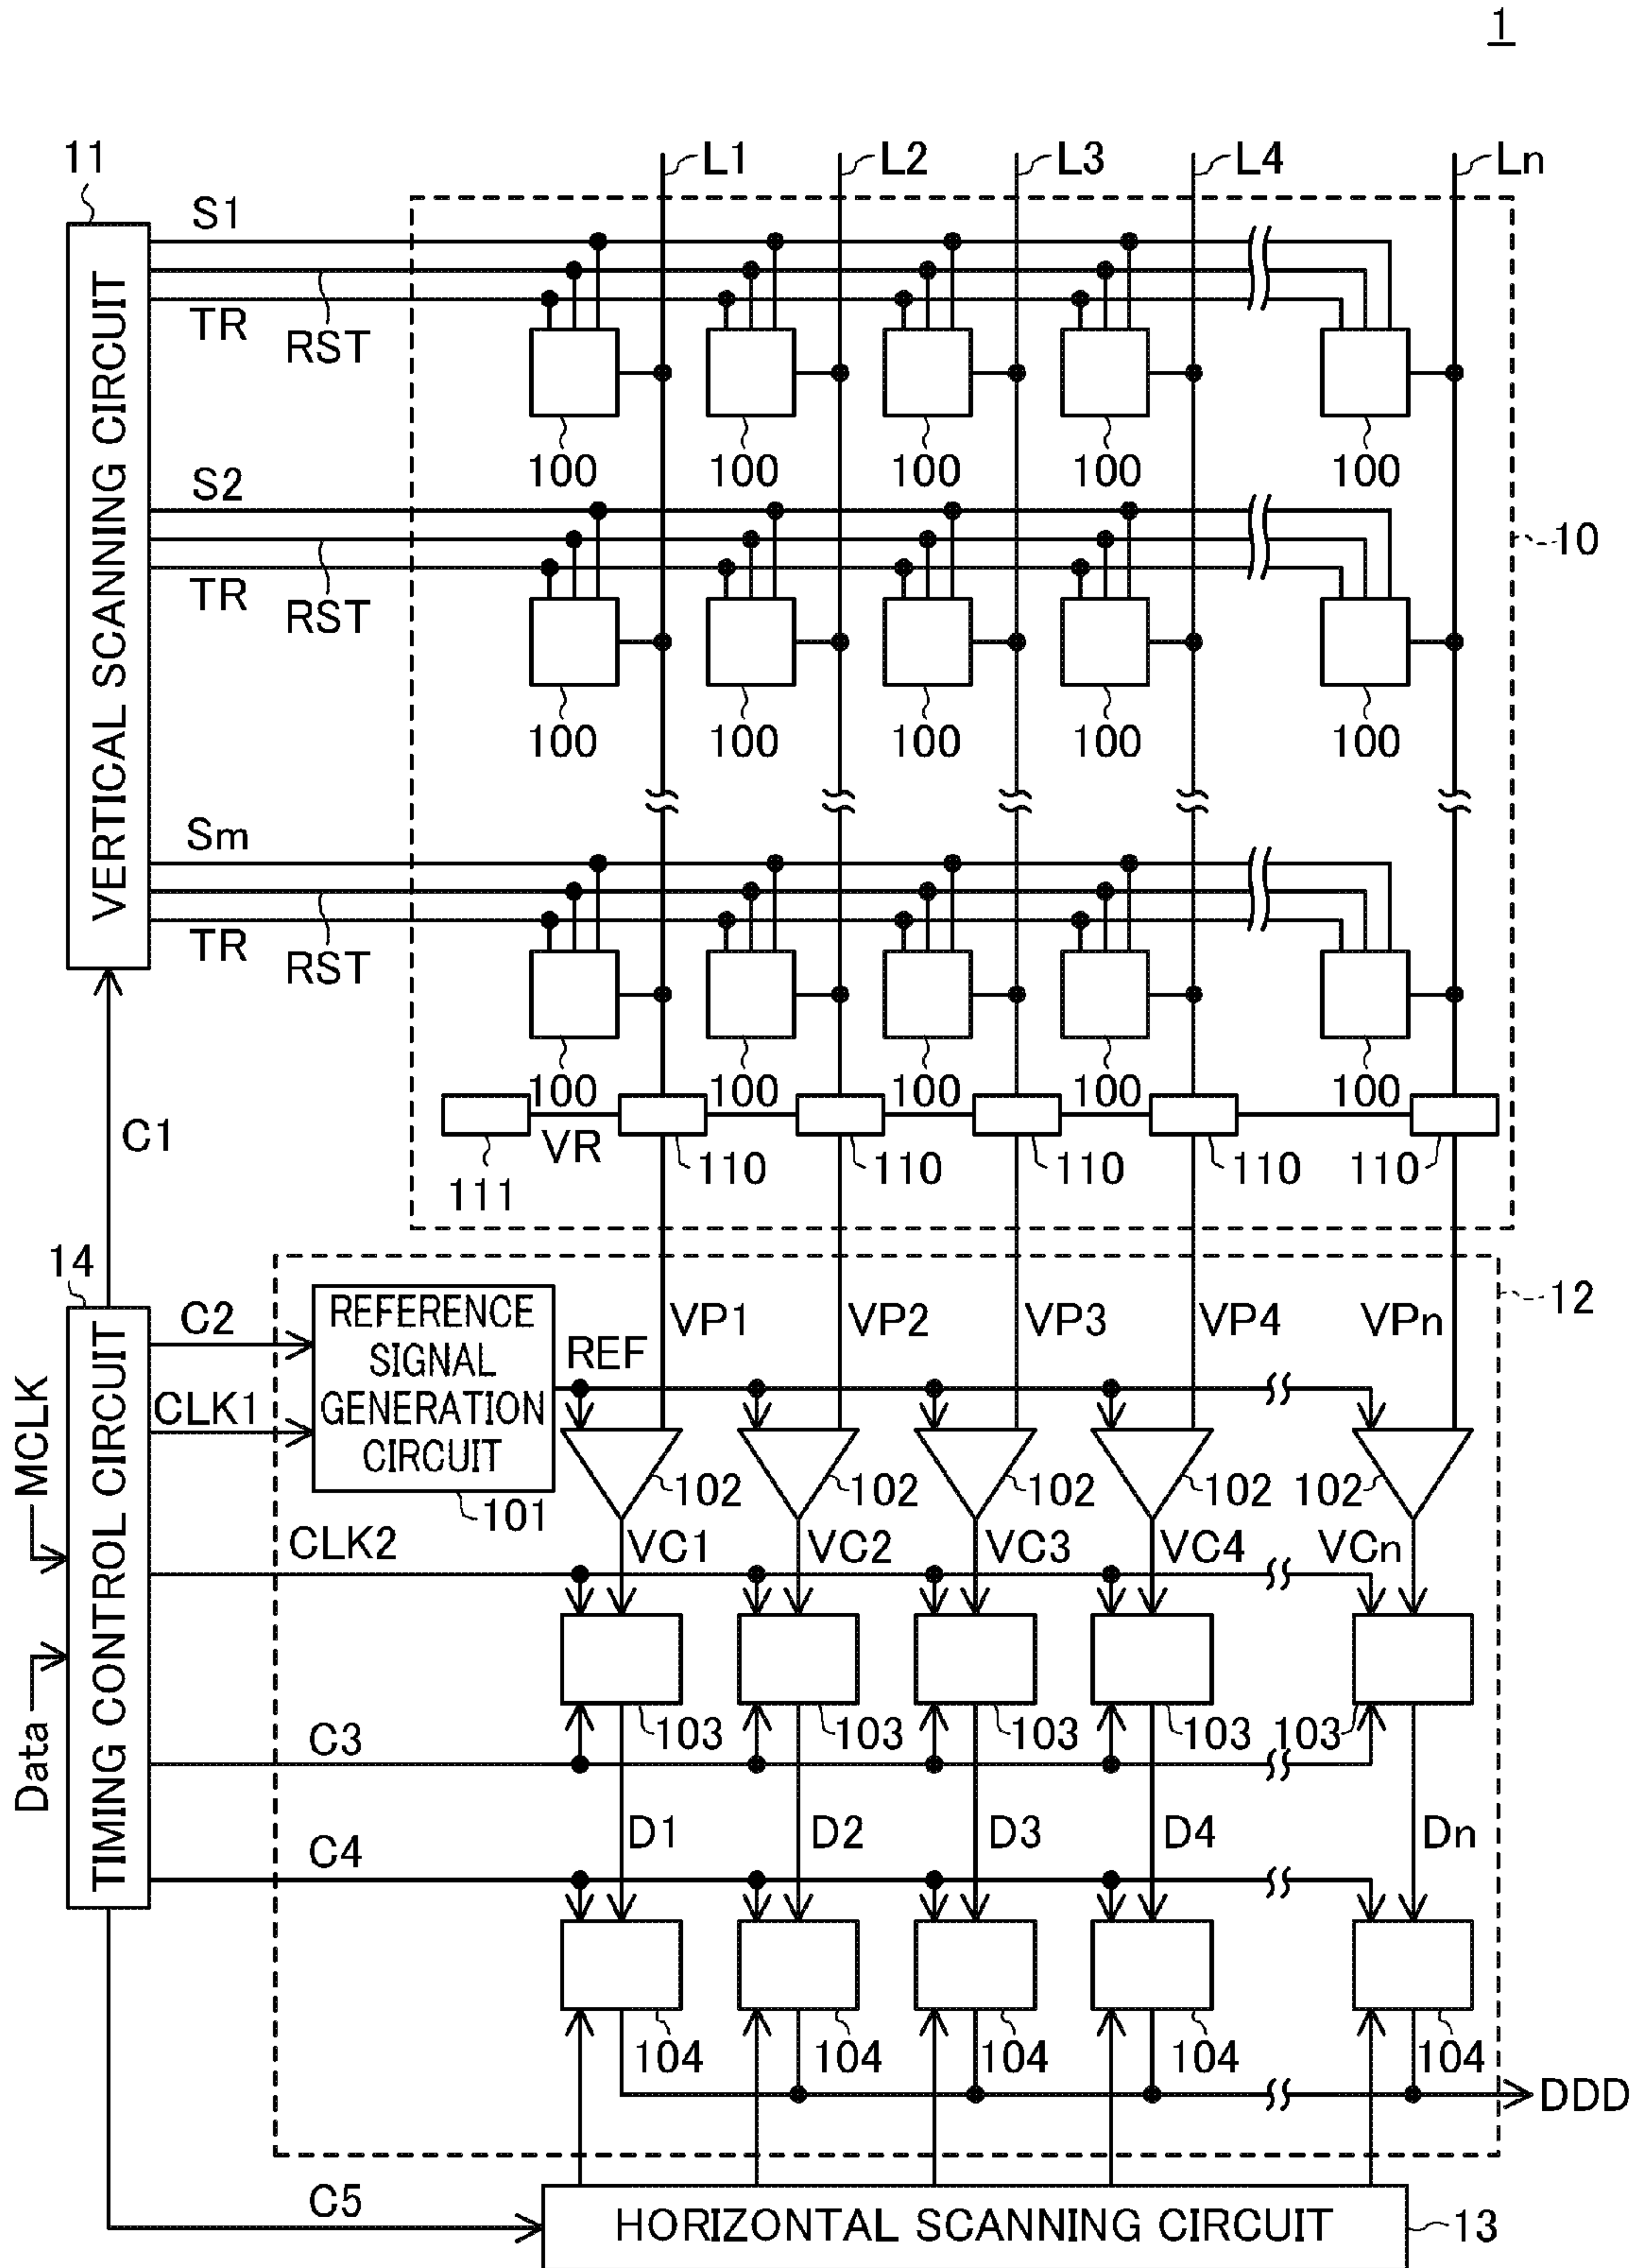 1
11
L1 L2 L3 L4 Ln
S1
TR RST
VERTICAL SCANNING CIRCUIT
100 100 100 100 100
S2
10
TR RST
100 100 100 100 100
Sm
TR RST
100 100 100 100 100
C1
VR
111
110 110 110 110 110
14
12
C2
REFERENCE
SIGNAL
GENERATION
CIRCUIT
VP1 VP2 VP3 VP4 VPn
REF
MCLK
CLK1
TIMING CONTROL CIRCUIT
101
102 102 102 102 102
CLK2
VC1 VC2 VC3 VC4 VCn
Data
103 103 103 103 103
C3
D1 D2 D3 D4 Dn
C4
104 104 104 104 104
DDD
C5
HORIZONTAL SCANNING CIRCUIT
13